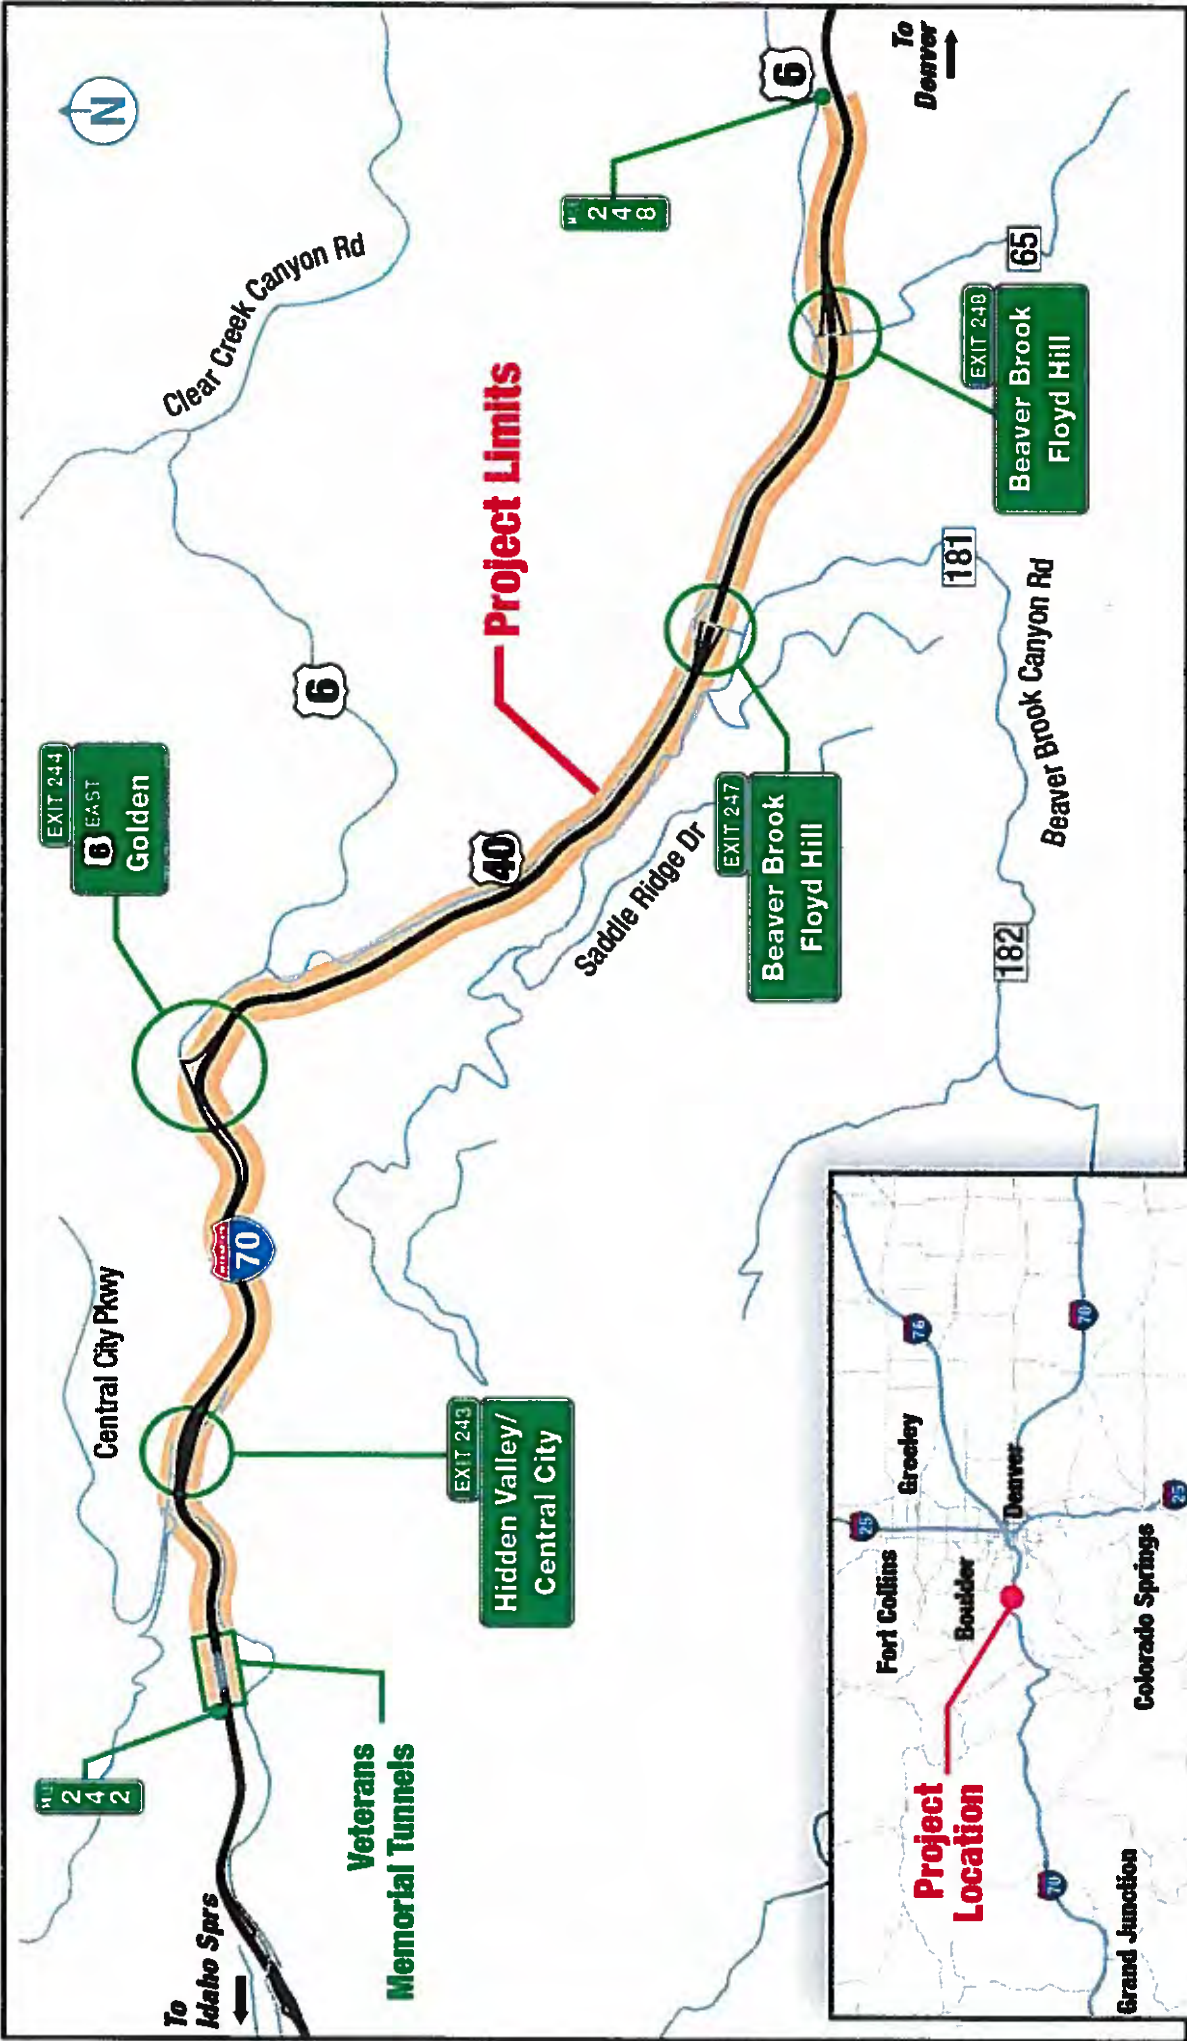 N
Clear Creek Canyon Rd
Central City Pkwy
EXIT 244
6 EAST
Golden
MILE
2
4
2
6
70
To
Idaho Sprs
Veterans
Memorial Tunnels
EXIT 243
Hidden Valley/
Central City
40
Project Limits
MILE
2
4
8
6
To
Denver
Saddle Ridge Dr
EXIT 247
Beaver Brook
Floyd Hill
65
EXIT 248
Beaver Brook
Floyd Hill
181
Beaver Brook Canyon Rd
182
Project
Location
Fort Collins
25
Greeley
76
Boulder
Denver
70
70
Grand Junction
Colorado Springs
25